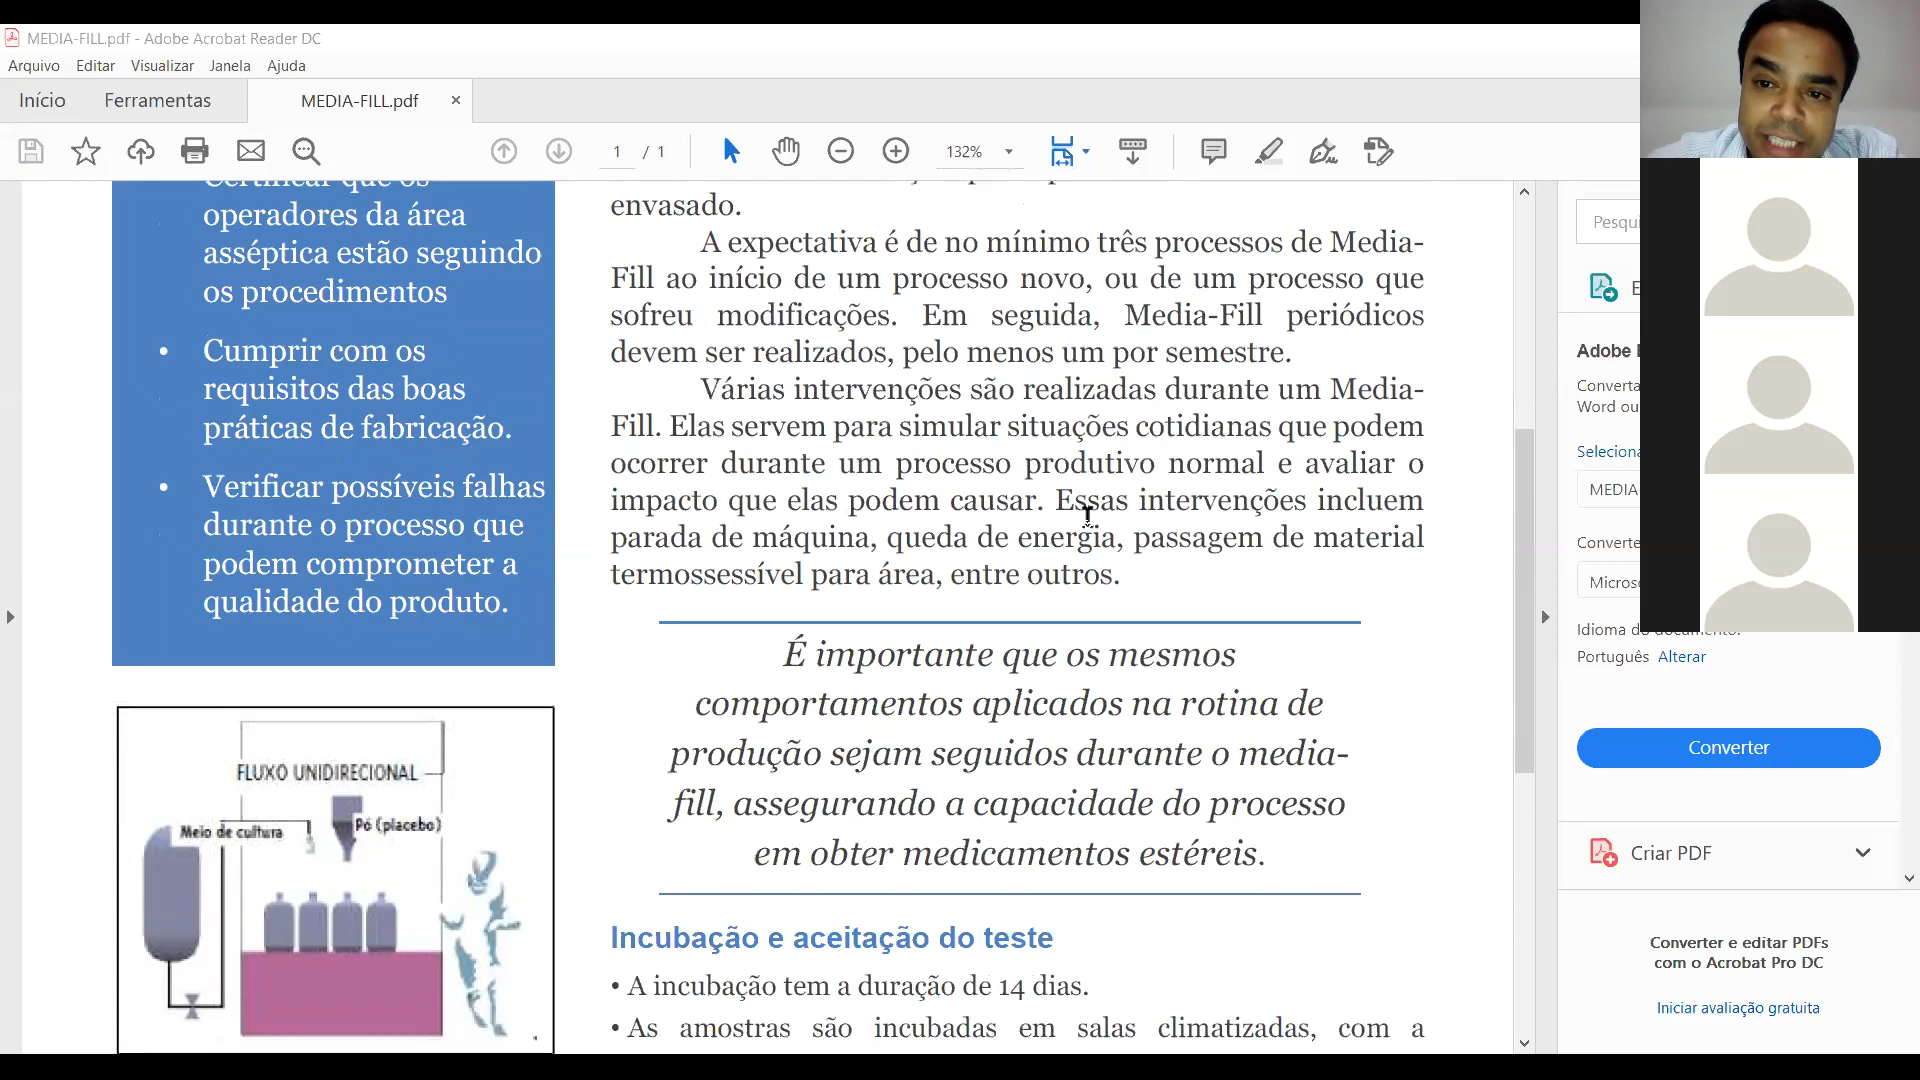 MEDIA-FILL.pdf - Adobe Acrobat Reader DC
Arquivo Editar Visualizar Janela Ajuda
Início Ferramentas MEDIA-FILL.pdf ×
1 / 1 132%
Certificar que os
operadores da área
asséptica estão seguindo
os procedimentos
• Cumprir com os
requisitos das boas
práticas de fabricação.
• Verificar possíveis falhas
durante o processo que
podem comprometer a
qualidade do produto.
FLUXO UNIDIRECIONAL
Meio de cultura
Pó (placebo)
envasado.
A expectativa é de no mínimo três processos de Media-
Fill ao início de um processo novo, ou de um processo que
sofreu modificações. Em seguida, Media-Fill periódicos
devem ser realizados, pelo menos um por semestre.
Várias intervenções são realizadas durante um Media-
Fill. Elas servem para simular situações cotidianas que podem
ocorrer durante um processo produtivo normal e avaliar o
impacto que elas podem causar. Essas intervenções incluem
parada de máquina, queda de energia, passagem de material
termossessível para área, entre outros.
É importante que os mesmos
comportamentos aplicados na rotina de
produção sejam seguidos durante o media-
fill, assegurando a capacidade do processo
em obter medicamentos estéreis.
Incubação e aceitação do teste
• A incubação tem a duração de 14 dias.
• As amostras são incubadas em salas climatizadas, com a
Pesqui
E
Adobe
Converta
Word ou
Seleciona
MEDIA
Converte
Micros
Idioma do documento:
Português Alterar
Converter
Criar PDF
Converter e editar PDFs
com o Acrobat Pro DC
Iniciar avaliação gratuita